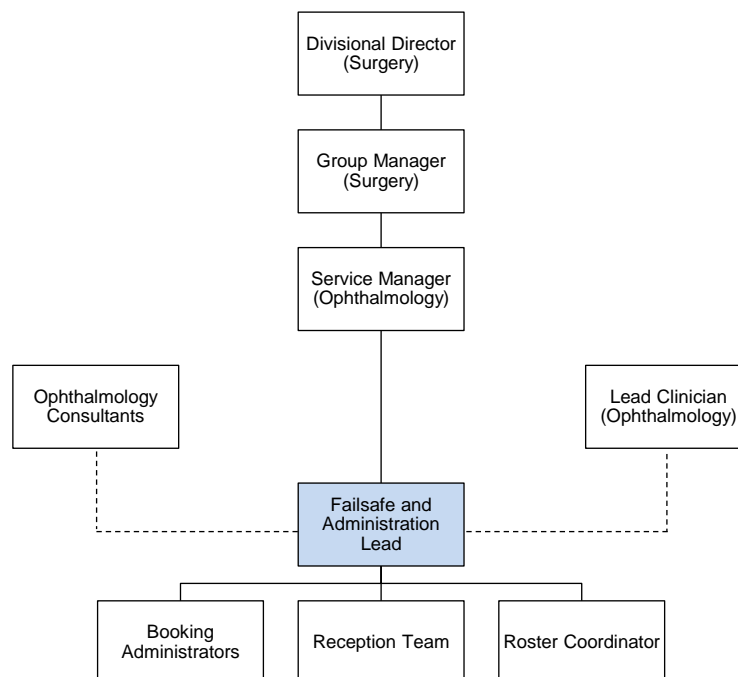 Divisional Director
(Surgery)
Group Manager
(Surgery)
Service Manager
(Ophthalmology)
Ophthalmology
Consultants
Lead Clinician
(Ophthalmology)
Failsafe and
Administration
Lead
Booking
Administrators
Reception Team
Roster Coordinator